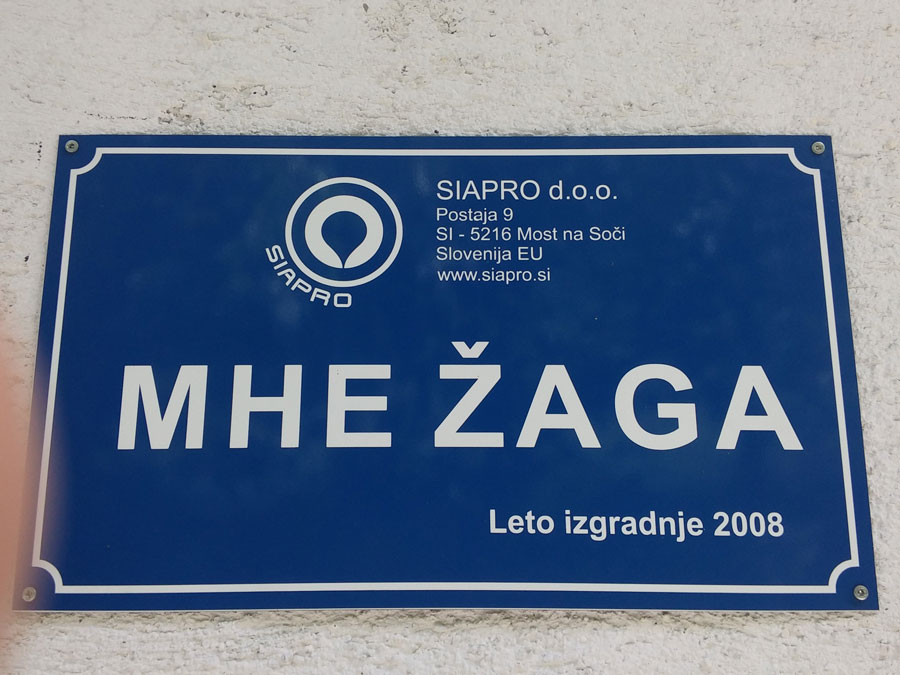 SIAPRO
SIAPRO d.o.o.
Postaja 9
SI - 5216 Most na Soči
Slovenija EU
www.siapro.si
MHE ŽAGA
Leto izgradnje 2008